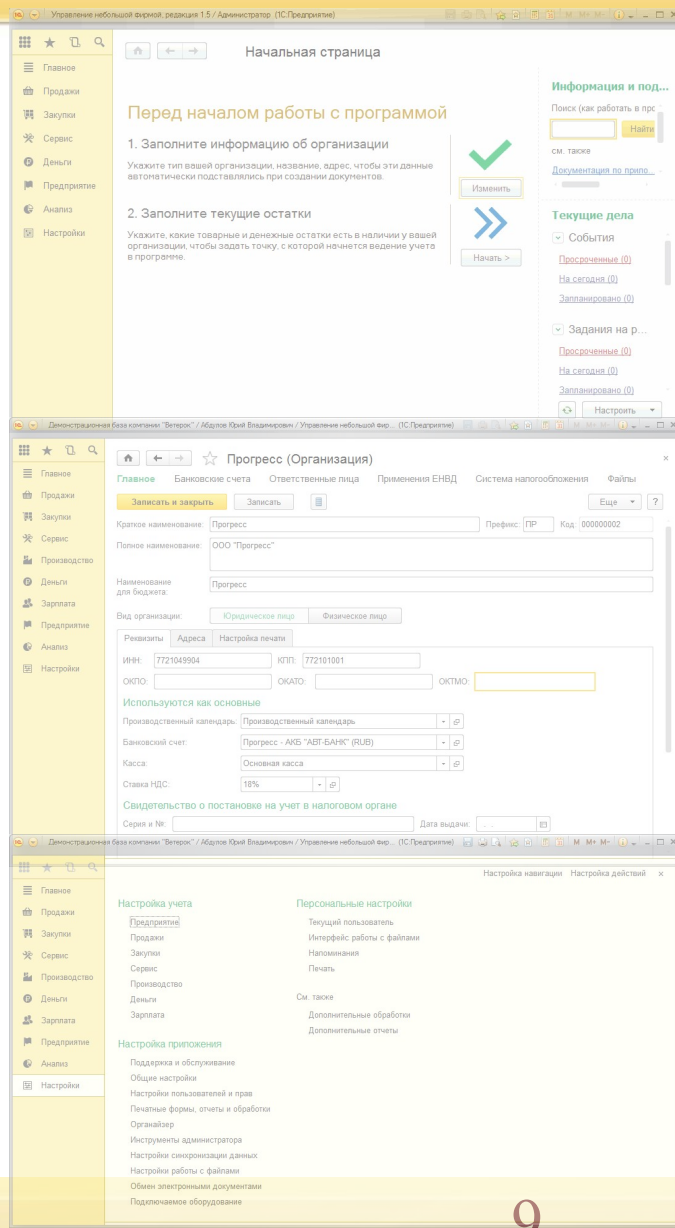 Управление небольшой фирмой, редакция 1.5 / Администратор (1С:Предприятие)
M M+ M-
Начальная страница
Главное
Продажи
Закупки
Сервис
Деньги
Предприятие
Анализ
Настройки
Перед началом работы с программой
1. Заполните информацию об организации
Укажите тип вашей организации, название, адрес, чтобы эти данные
автоматически подставлялись при создании документов.
Изменить
2. Заполните текущие остатки
Укажите, какие товарные и денежные остатки есть в наличии у вашей
организации, чтобы задать точку, с которой начнется ведение учета
в программе.
Начать >
Информация и под...
Поиск (как работать в прс
Найти
см. также
Документация по прило...
Текущие дела
События
Просроченные (0)
На сегодня (0)
Запланировано (0)
Задания на р...
Просроченные (0)
На сегодня (0)
Запланировано (0)
Настроить
Демонстрационная база компании "Ветерок" / Абдулов Юрий Владимирович / Управление небольшой фир... (1С:Предприятие)
M M+ M-
Главное
Продажи
Закупки
Сервис
Производство
Деньги
Зарплата
Предприятие
Анализ
Настройки
Прогресс (Организация)
Главное Банковские счета Ответственные лица Применения ЕНВД Система налогообложения Файлы
Записать и закрыть Записать Еще ?
Краткое наименование: Прогресс Префикс: ПР Код: 000000002
Полное наименование: ООО "Прогресс"
Наименование
для бюджета: Прогресс
Вид организации: Юридическое лицо Физическое лицо
Реквизиты Адреса Настройка печати
ИНН: 7721049904 КПП: 772101001
ОКПО: ОКАТО: ОКТМО:
Используются как основные
Производственный календарь: Производственный календарь
Банковский счет: Прогресс - АКБ "АВТ-БАНК" (RUB)
Касса: Основная касса
Ставка НДС: 18%
Свидетельство о постановке на учет в налоговом органе
Серия и №: Дата выдачи:
Демонстрационная база компании "Ветерок" / Абдулов Юрий Владимирович / Управление небольшой фир... (1С:Предприятие)
M M+ M-
Главное
Продажи
Закупки
Сервис
Производство
Деньги
Зарплата
Предприятие
Анализ
Настройки
Настройка навигации Настройка действий
Настройка учета
Предприятие
Продажи
Закупки
Сервис
Производство
Деньги
Зарплата
Настройка приложения
Поддержка и обслуживание
Общие настройки
Настройки пользователей и прав
Печатные формы, отчеты и обработки
Органайзер
Инструменты администратора
Настройки синхронизации данных
Настройки работы с файлами
Обмен электронными документами
Подключаемое оборудование
Персональные настройки
Текущий пользователь
Интерфейс работы с файлами
Напоминания
Печать
См. также
Дополнительные обработки
Дополнительные отчеты
9